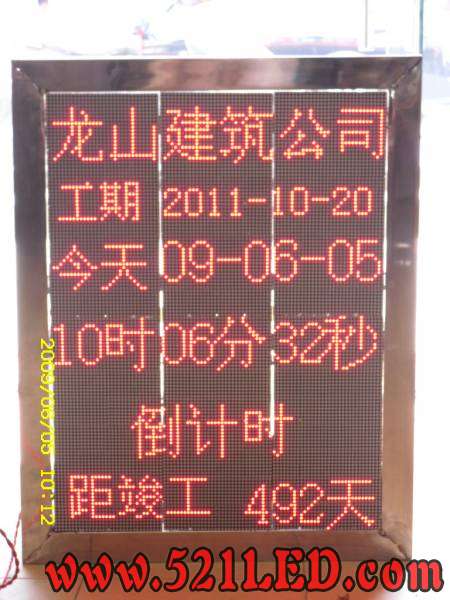 龙山建筑公司
工期 2011-10-20
今天 09-06-05
10时 06分 32秒
倒计时
距竣工 492天
2009/06/05 10:12
www.521LED.com